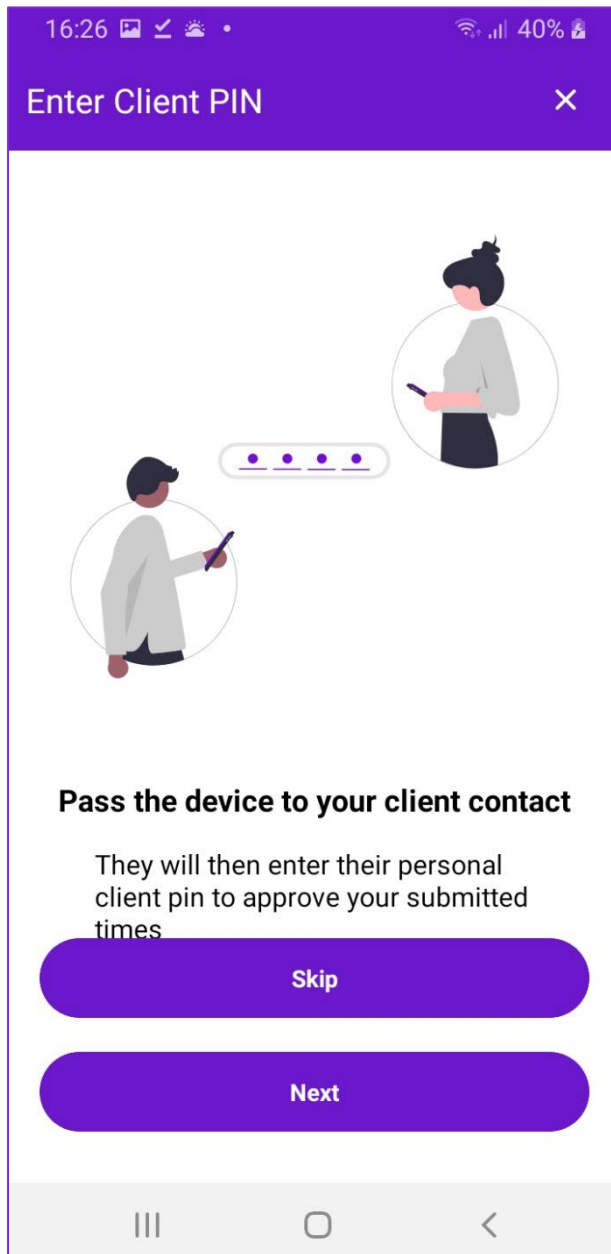 16:26 40%
Enter Client PIN
Pass the device to your client contact
They will then enter their personal
client pin to approve your submitted
times
Skip
Next